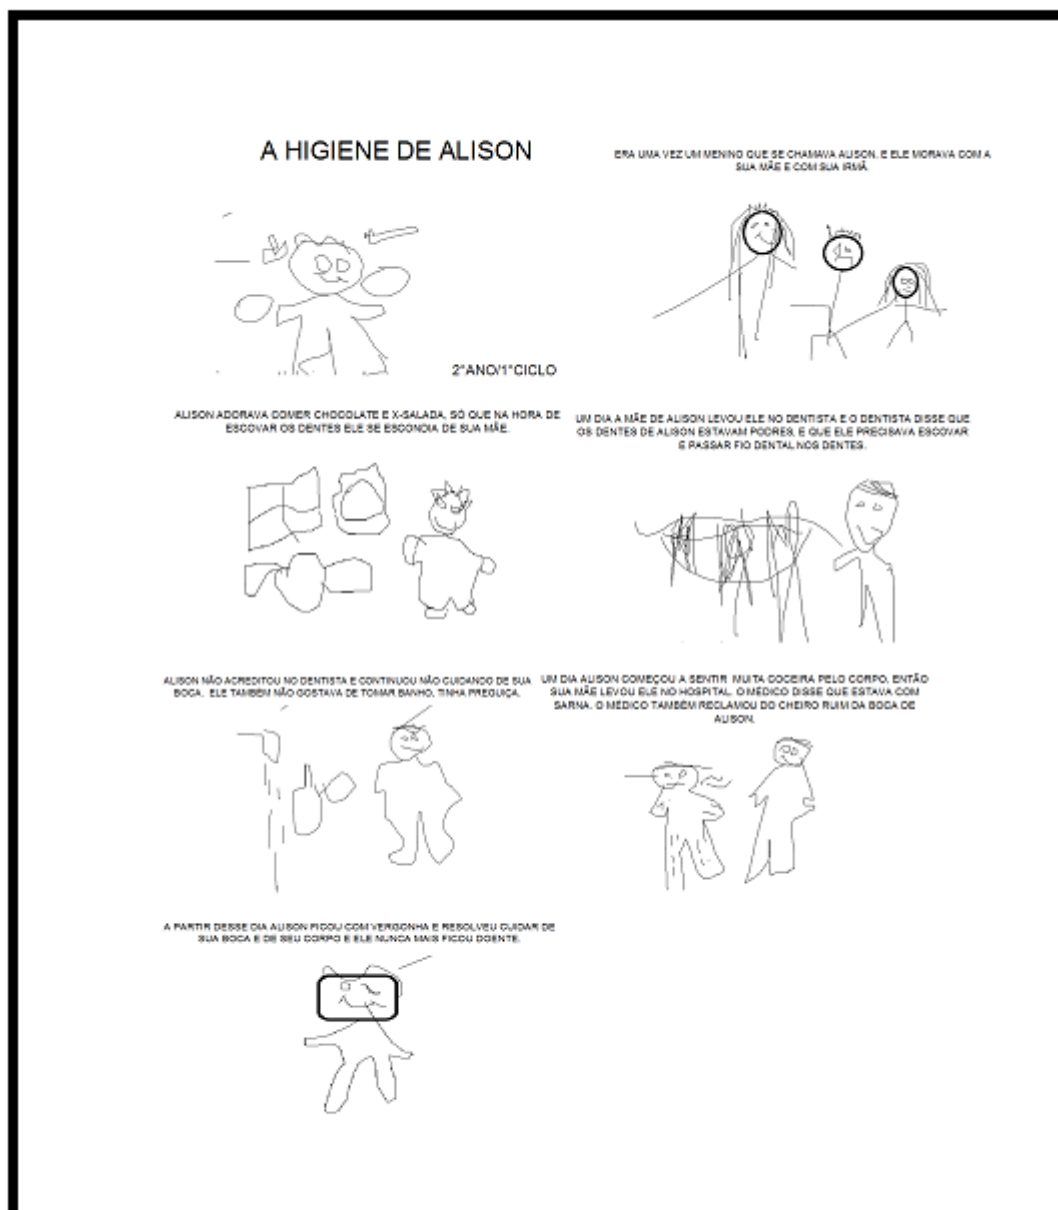 A HIGIENE DE ALISON
2°ANO/1°CICLO
ERA UMA VEZ UM MENINO QUE SE CHAMAVA ALISON. E ELE MORAVA COM A
SUA MÃE E COM SUA IRMÃ.
ALISON ADORAVA COMER CHOCOLATE E X-SALADA. SÓ QUE NA HORA DE
ESCOVAR OS DENTES ELE SE ESCONDIA DE SUA MÃE.
UM DIA A MÃE DE ALISON LEVOU ELE NO DENTISTA E O DENTISTA DISSE QUE
OS DENTES DE ALISON ESTAVAM PODRES, E QUE ELE PRECISAVA ESCOVAR
E PASSAR FIO DENTAL NOS DENTES.
ALISON NÃO ACREDITOU NO DENTISTA E CONTINUOU NÃO CUIDANDO DE SUA
BOCA. ELE TAMBÉM NÃO GOSTAVA DE TOMAR BANHO, TINHA PREGUIÇA.
UM DIA ALISON COMEÇOU A SENTIR MUITA COCEIRA PELO CORPO, ENTÃO
SUA MÃE LEVOU ELE NO HOSPITAL. O MÉDICO DISSE QUE ESTAVA COM
SARNA. O MÉDICO TAMBÉM RECLAMOU DO CHEIRO RUIM DA BOCA DE
ALISON.
A PARTIR DESSE DIA ALISON FICOU COM VERGONHA E RESOLVEU CUIDAR DE
SUA BOCA E DE SEU CORPO E ELE NUNCA MAIS FICOU DOENTE.